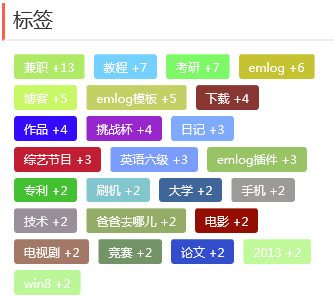 标签
兼职 +13 教程 +7 考研 +7 emlog +6
博客 +5 emlog模板 +5 下载 +4
作品 +4 挑战杯 +4 日记 +3
综艺节目 +3 英语六级 +3 emlog插件 +3
专利 +2 刷机 +2 大学 +2 手机 +2
技术 +2 爸爸去哪儿 +2 电影 +2
电视剧 +2 竞赛 +2 论文 +2 2013 +2
win8 +2